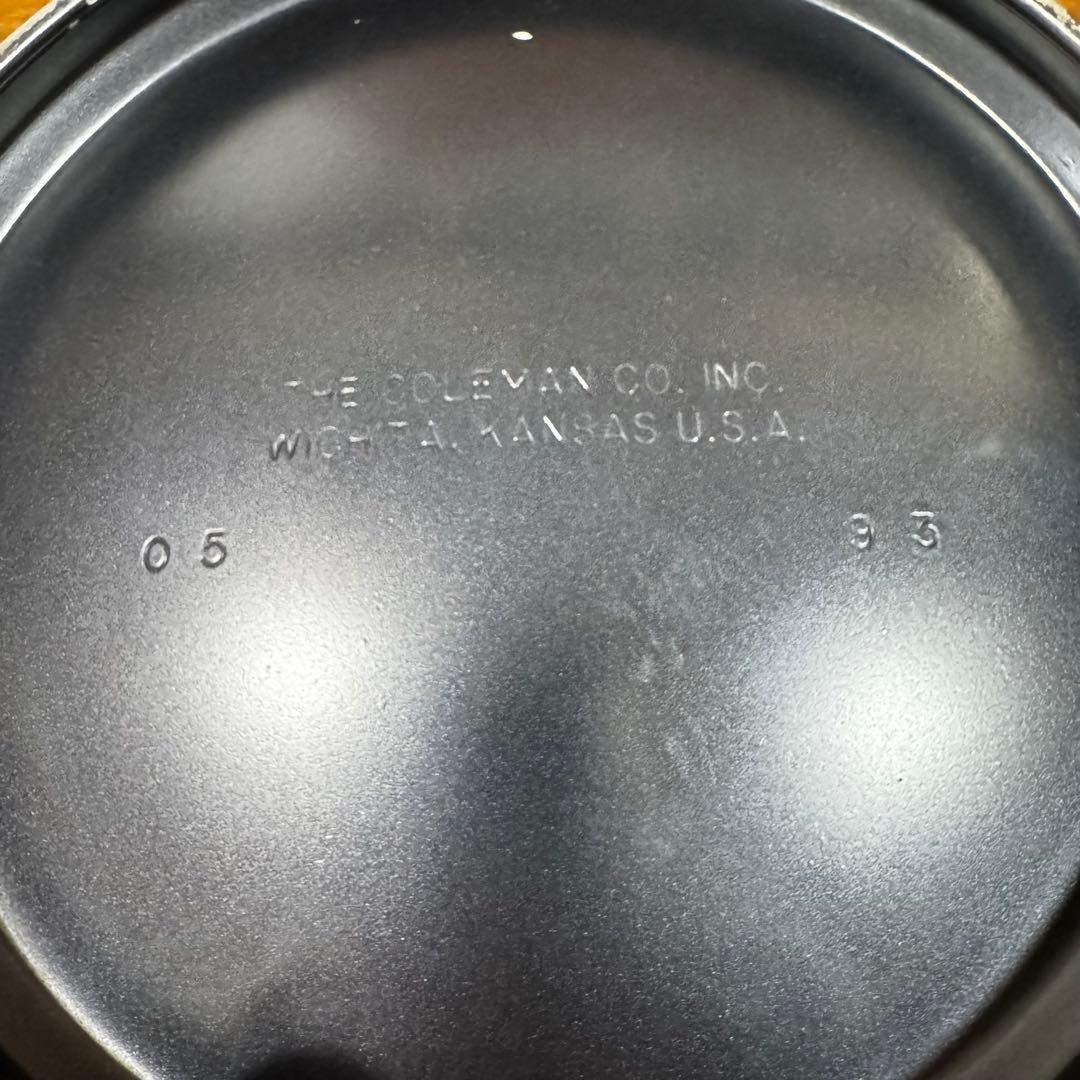 THE COLEMAN CO. INC.
WICHITA, KANSAS U.S.A.
05 93